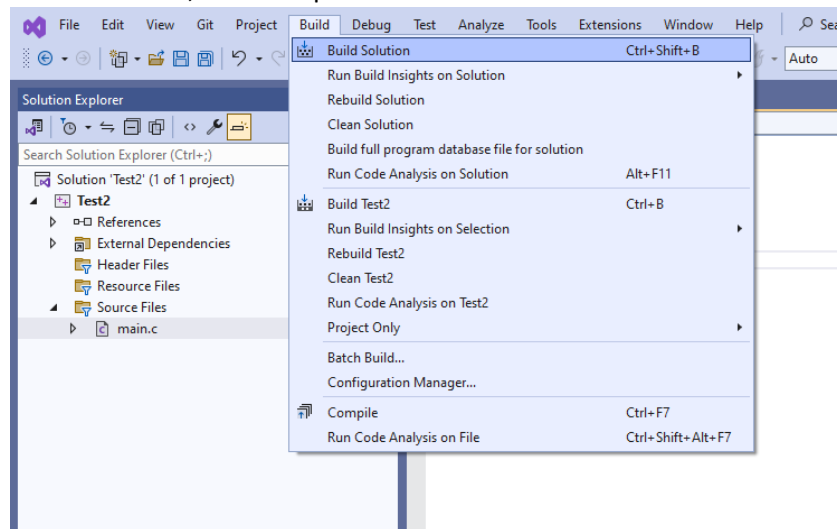 File Edit View Git Project Build Debug Test Analyze Tools Extensions Window Help
Auto
Build Solution Ctrl+Shift+B
Run Build Insights on Solution
Rebuild Solution
Clean Solution
Build full program database file for solution
Run Code Analysis on Solution Alt+F11
Build Test2 Ctrl+B
Run Build Insights on Selection
Rebuild Test2
Clean Test2
Run Code Analysis on Test2
Project Only
Batch Build...
Configuration Manager...
Compile Ctrl+F7
Run Code Analysis on File Ctrl+Shift+Alt+F7
Solution Explorer
Search Solution Explorer (Ctrl+;)
Solution 'Test2' (1 of 1 project)
Test2
References
External Dependencies
Header Files
Resource Files
Source Files
main.c